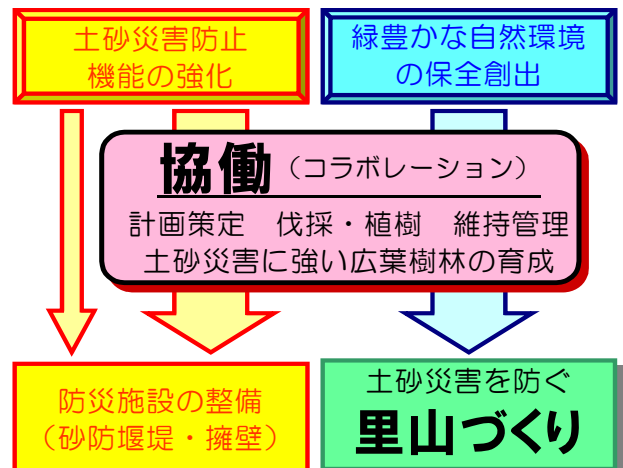 土砂災害防止
機能の強化
緑豊かな自然環境
の保全創出
協働（コラボレーション）
計画策定　伐採・植樹　維持管理
土砂災害に強い広葉樹林の育成
防災施設の整備
（砂防堰堤・擁壁）
土砂災害を防ぐ
里山づくり